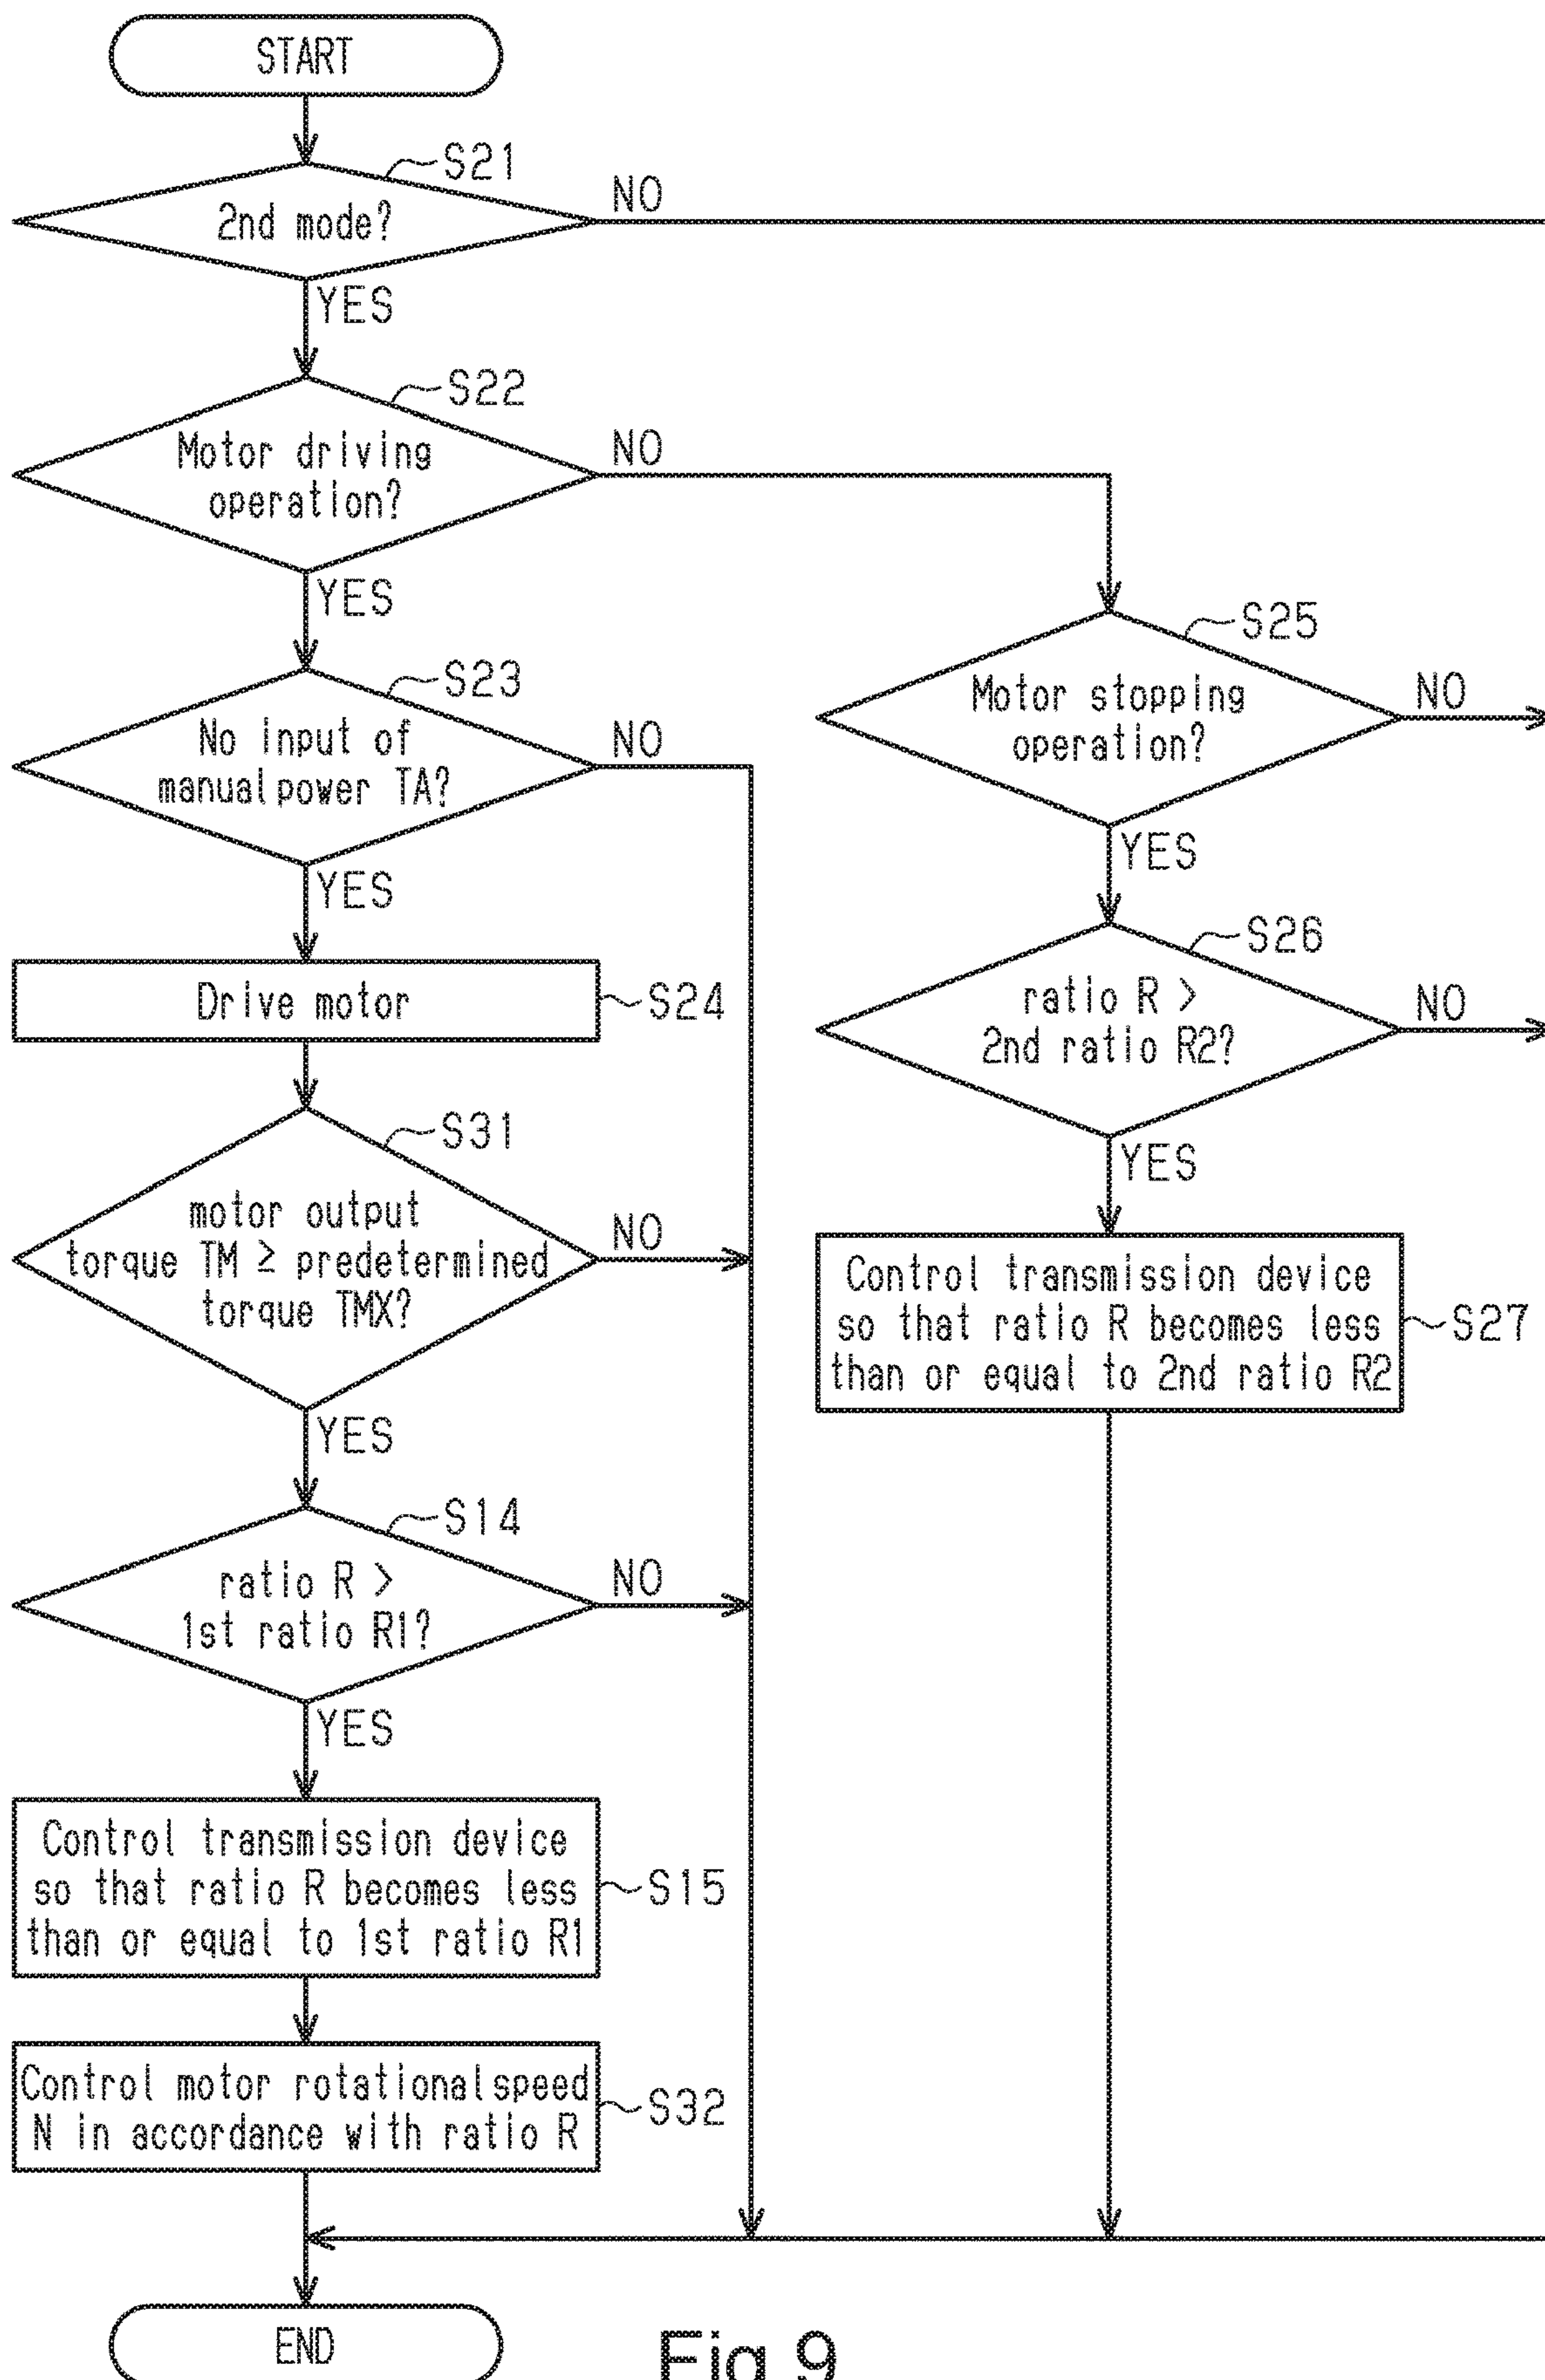 START
S21
2nd mode?
NO
YES
S22
Motor driving
operation?
NO
YES
S23
No input of
manual power TA?
NO
YES
Drive motor
S24
S31
motor output
torque TM ≥ predetermined
torque TMX?
NO
YES
S14
ratio R >
1st ratio R1?
NO
YES
Control transmission device
so that ratio R becomes less
than or equal to 1st ratio R1
S15
Control motor rotational speed
N in accordance with ratio R
S32
END
S25
Motor stopping
operation?
NO
YES
S26
ratio R >
2nd ratio R2?
NO
YES
Control transmission device
so that ratio R becomes less
than or equal to 2nd ratio R2
S27
Fig.9